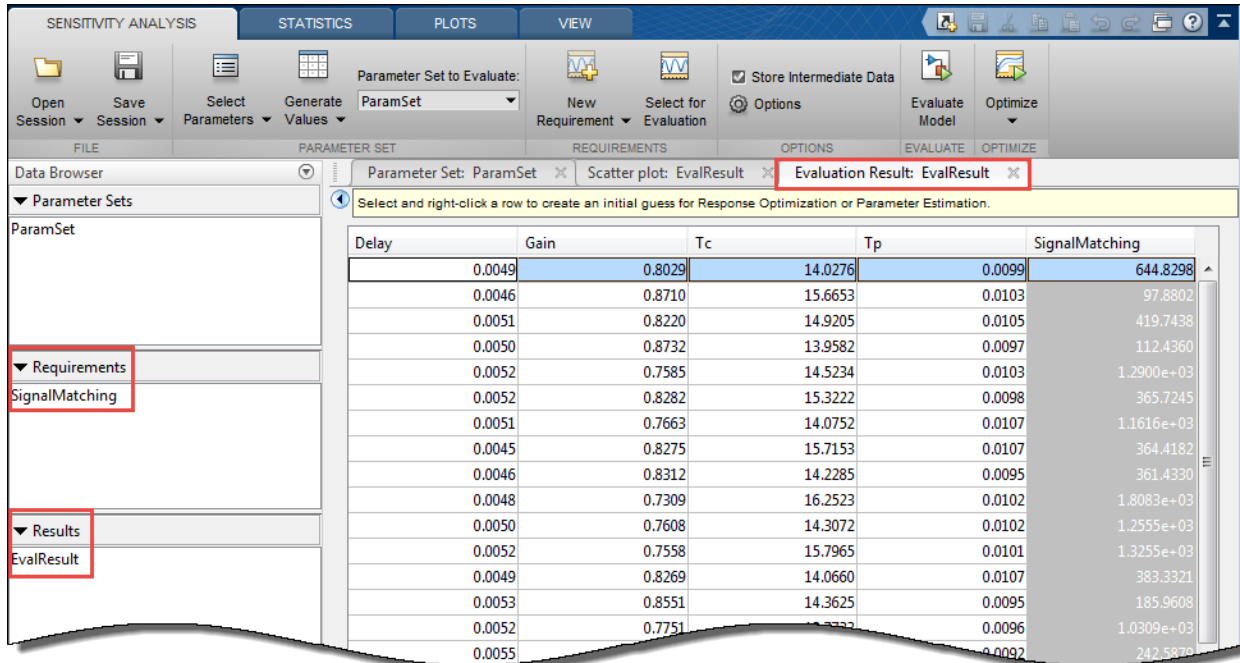 SENSITIVITY ANALYSIS STATISTICS PLOTS VIEW
Open Session Save Session Select Parameters Generate Values Parameter Set to Evaluate: ParamSet New Requirement Select for Evaluation Store Intermediate Data Options Evaluate Model Optimize
FILE PARAMETER SET REQUIREMENTS OPTIONS EVALUATE OPTIMIZE
Data Browser
Parameter Sets
ParamSet
Requirements
SignalMatching
Results
EvalResult
Parameter Set: ParamSet Scatter plot: EvalResult Evaluation Result: EvalResult
Select and right-click a row to create an initial guess for Response Optimization or Parameter Estimation.
Delay Gain Tc Tp SignalMatching
0.0049 0.8029 14.0276 0.0099 644.8298
0.0046 0.8710 15.6653 0.0103 97.8802
0.0051 0.8220 14.9205 0.0105 419.7438
0.0050 0.8732 13.9582 0.0097 112.4360
0.0052 0.7585 14.5234 0.0103 1.2900e+03
0.0052 0.8282 15.3222 0.0098 365.7245
0.0051 0.7663 14.0752 0.0107 1.1616e+03
0.0045 0.8275 15.7153 0.0107 364.4182
0.0046 0.8312 14.2285 0.0095 361.4330
0.0048 0.7309 16.2523 0.0102 1.8083e+03
0.0050 0.7608 14.3072 0.0102 1.2555e+03
0.0052 0.7558 15.7965 0.0101 1.3255e+03
0.0049 0.8269 14.0660 0.0107 383.3321
0.0053 0.8551 14.3625 0.0095 185.9608
0.0052 0.7751 0.0096 1.0309e+03
0.0055 0.0092 242.5879